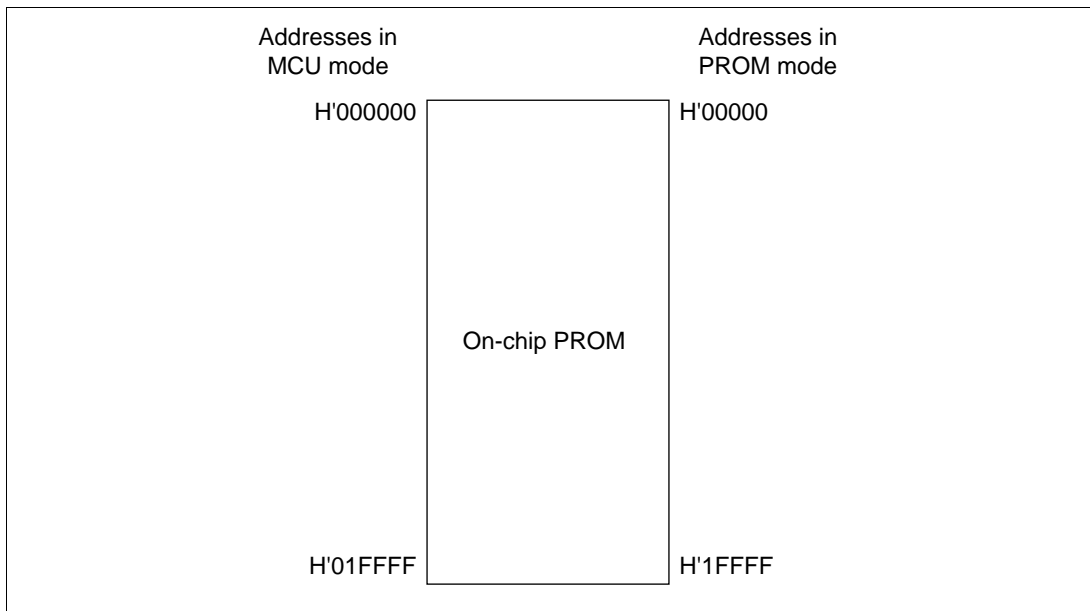 Addresses in
MCU mode
Addresses in
PROM mode
H'000000
H'00000
On-chip PROM
H'01FFFF
H'1FFFF